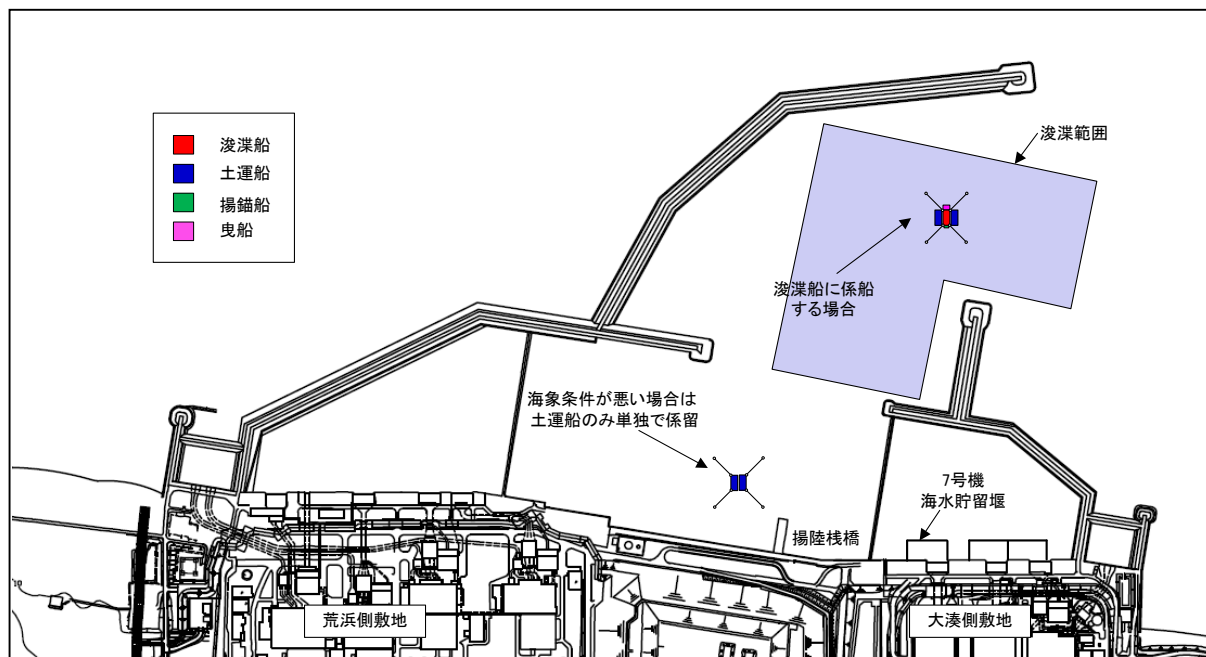 浚渫船
土運船
揚錨船
曳船
浚渫範囲
浚渫船に係船
する場合
海象条件が悪い場合は
土運船のみ単独で係留
7号機
海水貯留堰
揚陸桟橋
荒浜側敷地
大湊側敷地